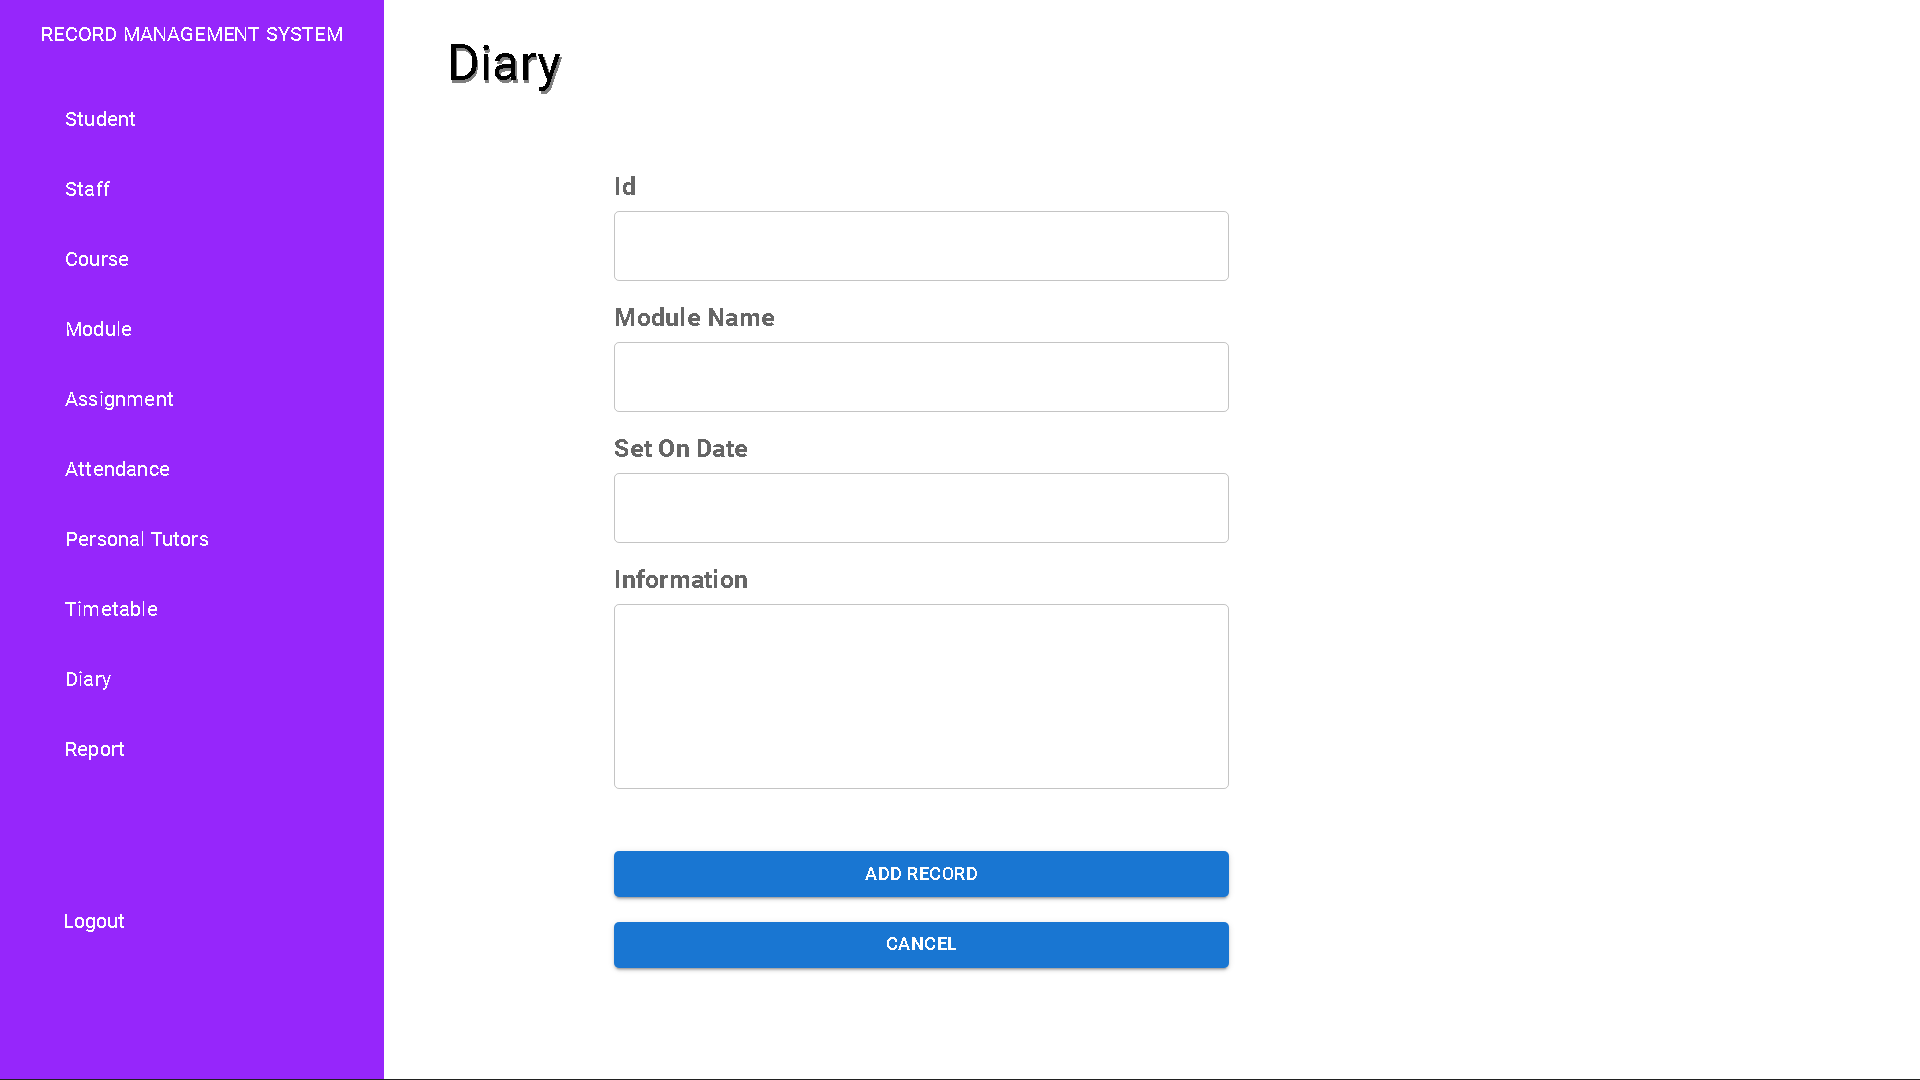 RECORD MANAGEMENT SYSTEM
Student
Staff
Course
Module
Assignment
Attendance
Personal Tutors
Timetable
Diary
Report
Logout
Diary
Id
Module Name
Set On Date
Information
ADD RECORD
CANCEL